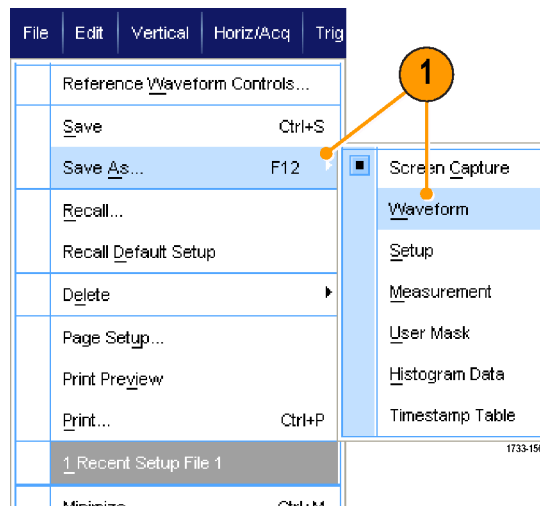 File Edit Vertical Horiz/Acq Trig
1
Reference Waveform Controls...
Save Ctrl+S
Save As... F12
Recall...
Recall Default Setup
Delete
Page Setup...
Print Preview
Print... Ctrl+P
1 Recent Setup File 1
Minimize Ctrl+M
Screen Capture
Waveform
Setup
Measurement
User Mask
Histogram Data
Timestamp Table